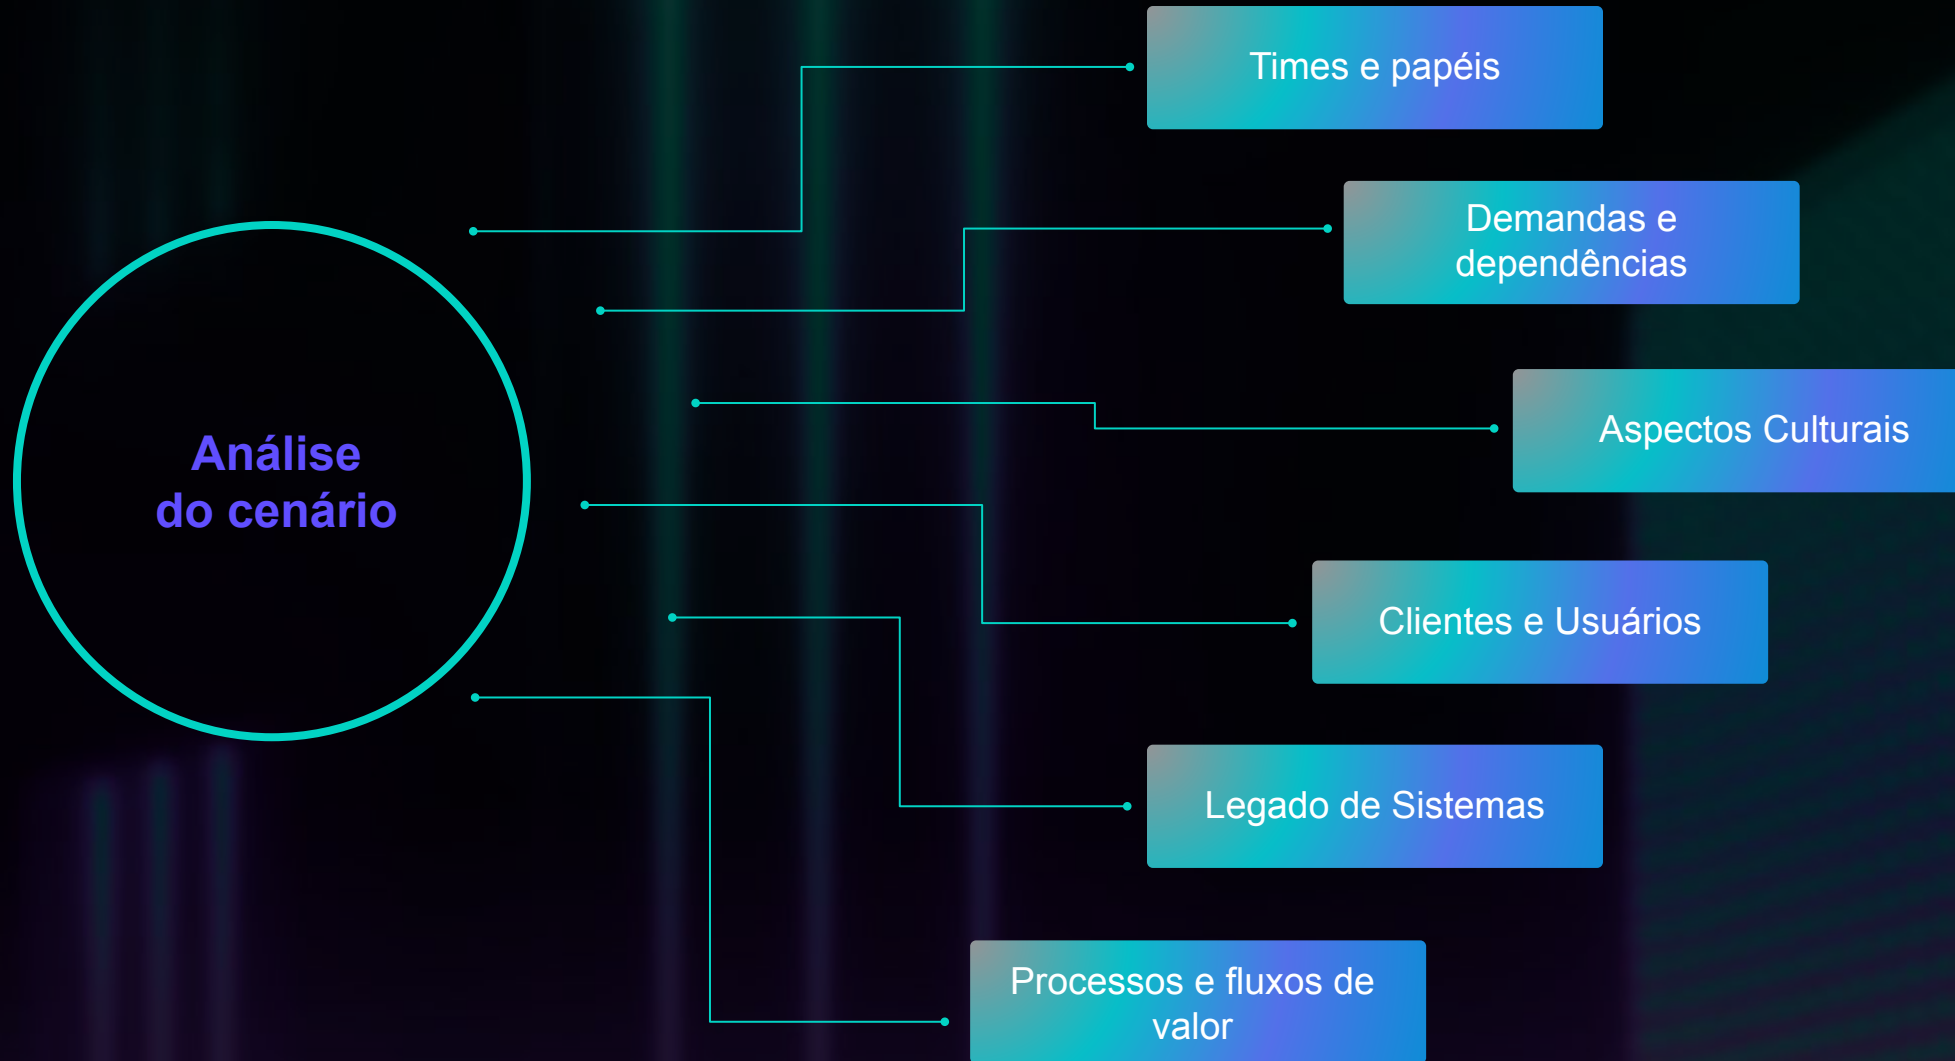 Análise
do cenário
Times e papéis
Demandas e
dependências
Aspectos Culturais
Clientes e Usuários
Legado de Sistemas
Processos e fluxos de
valor